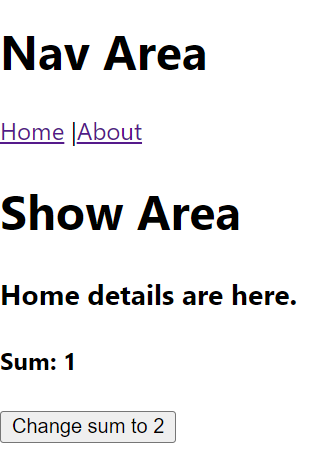 Nav Area
Home |About
Show Area
Home details are here.
Sum: 1
Change sum to 2